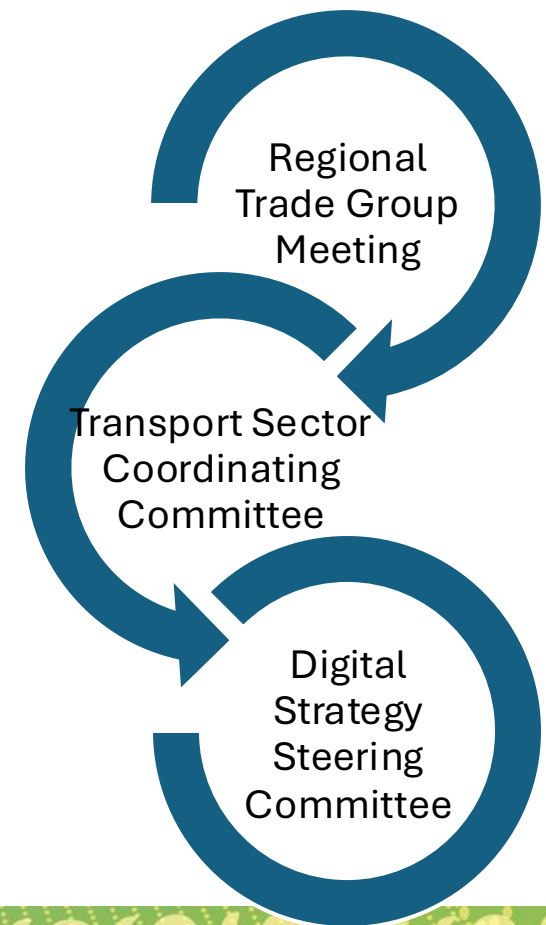 Regional
Trade Group
Meeting
Transport Sector
Coordinating
Committee
Digital
Strategy
Steering
Committee